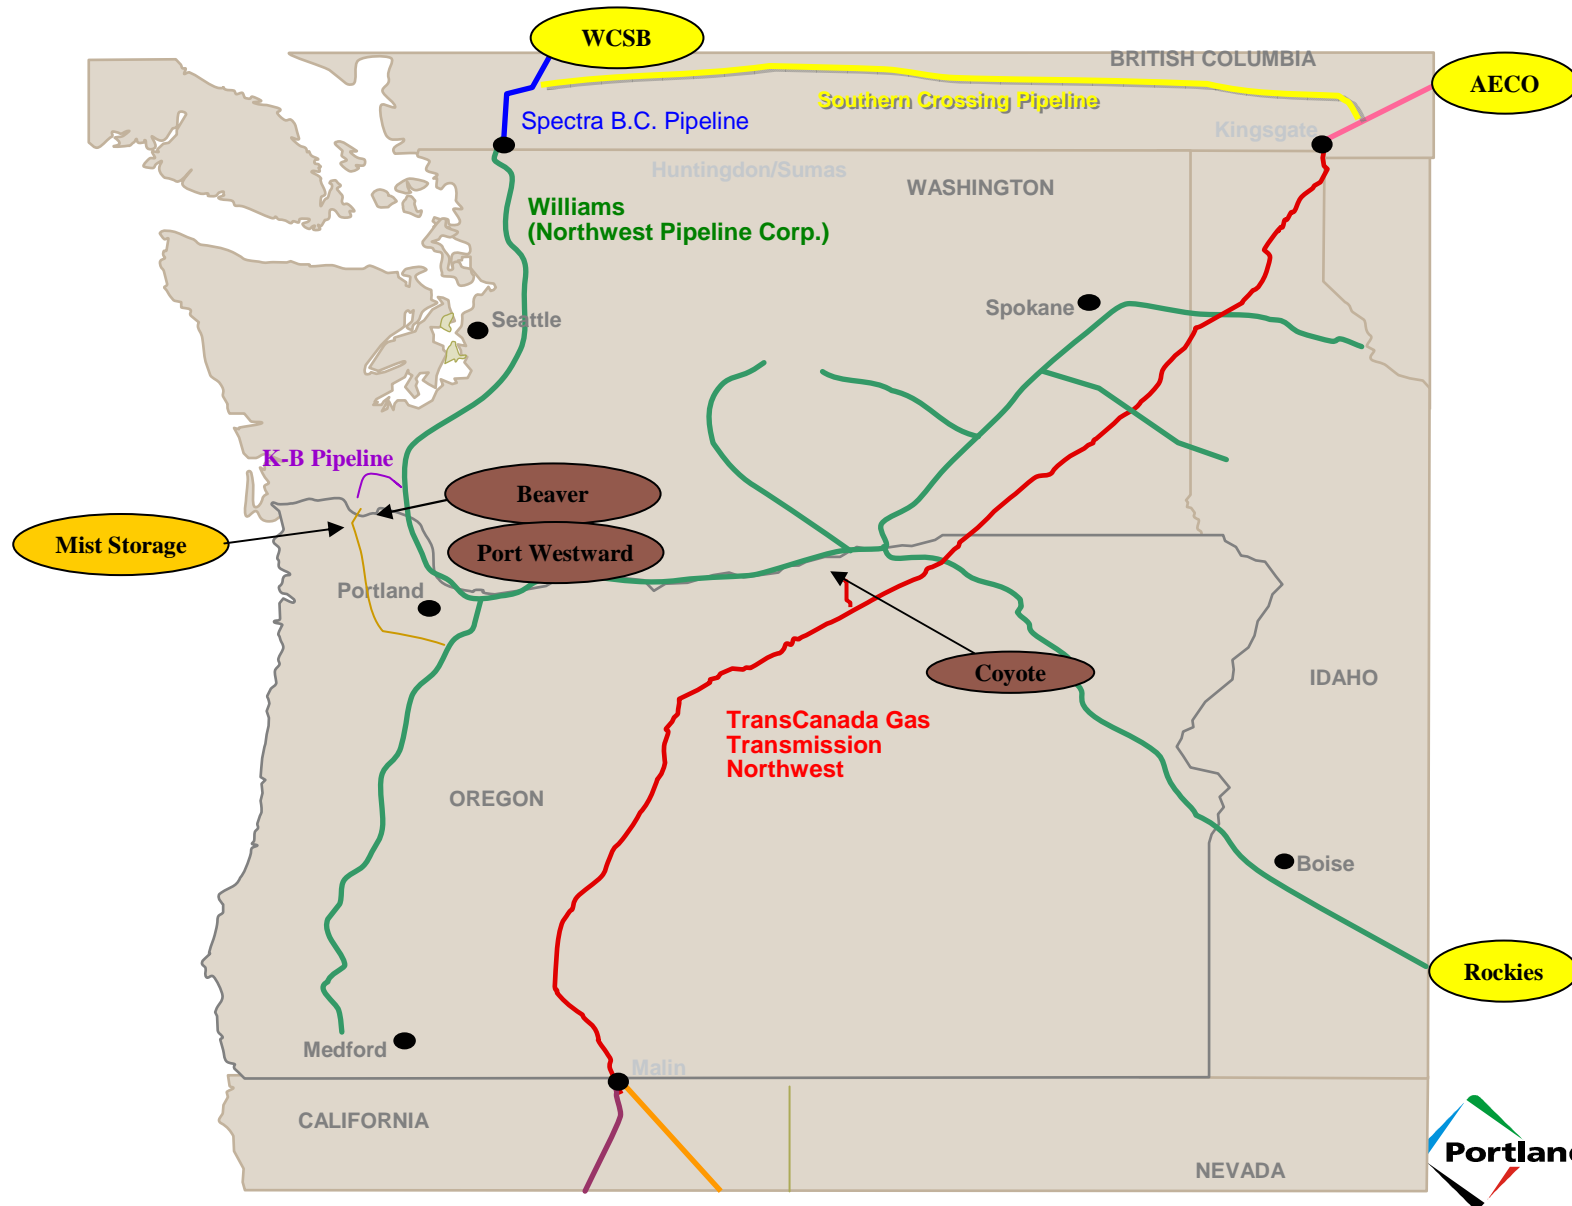 WCSB
BRITISH COLUMBIA
AECO
Southern Crossing Pipeline
Spectra B.C. Pipeline
Kingsgate
Huntingdon/Sumas
WASHINGTON
Williams
(Northwest Pipeline Corp.)
Spokane
Seattle
K-B Pipeline
Beaver
Mist Storage
Port Westward
Portland
Coyote
IDAHO
TransCanada Gas
Transmission
Northwest
OREGON
Boise
Rockies
Medford
Malin
CALIFORNIA
Portland
NEVADA